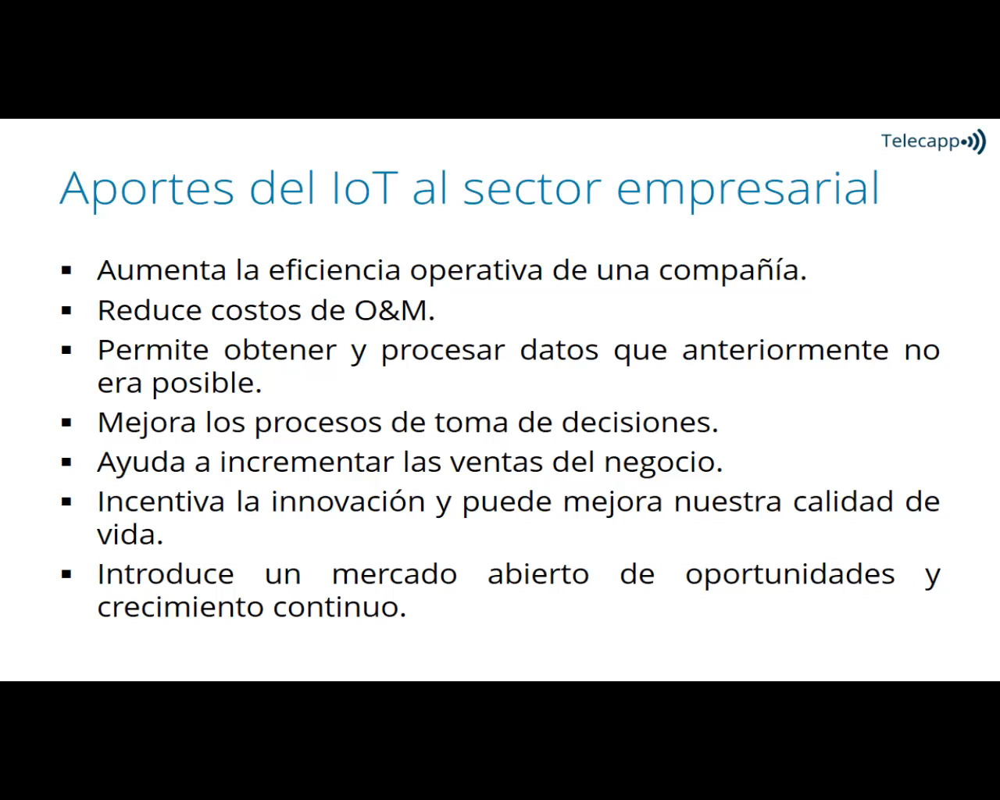 Telecapp
Aportes del IoT al sector empresarial
▪ Aumenta la eficiencia operativa de una compañía.
▪ Reduce costos de O&M.
▪ Permite obtener y procesar datos que anteriormente no
era posible.
▪ Mejora los procesos de toma de decisiones.
▪ Ayuda a incrementar las ventas del negocio.
▪ Incentiva la innovación y puede mejora nuestra calidad de
vida.
▪ Introduce un mercado abierto de oportunidades y
crecimiento continuo.